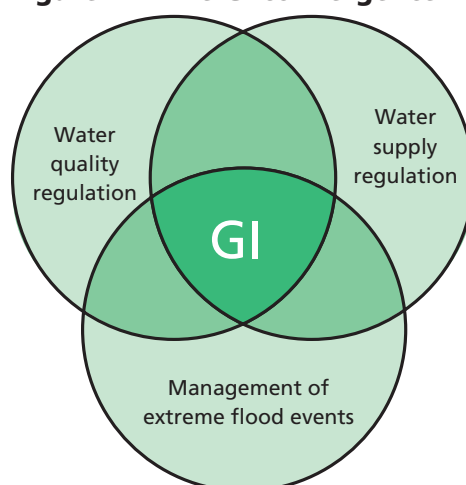 Water
quality
regulation
Water
supply
regulation
GI
Management of
extreme flood events